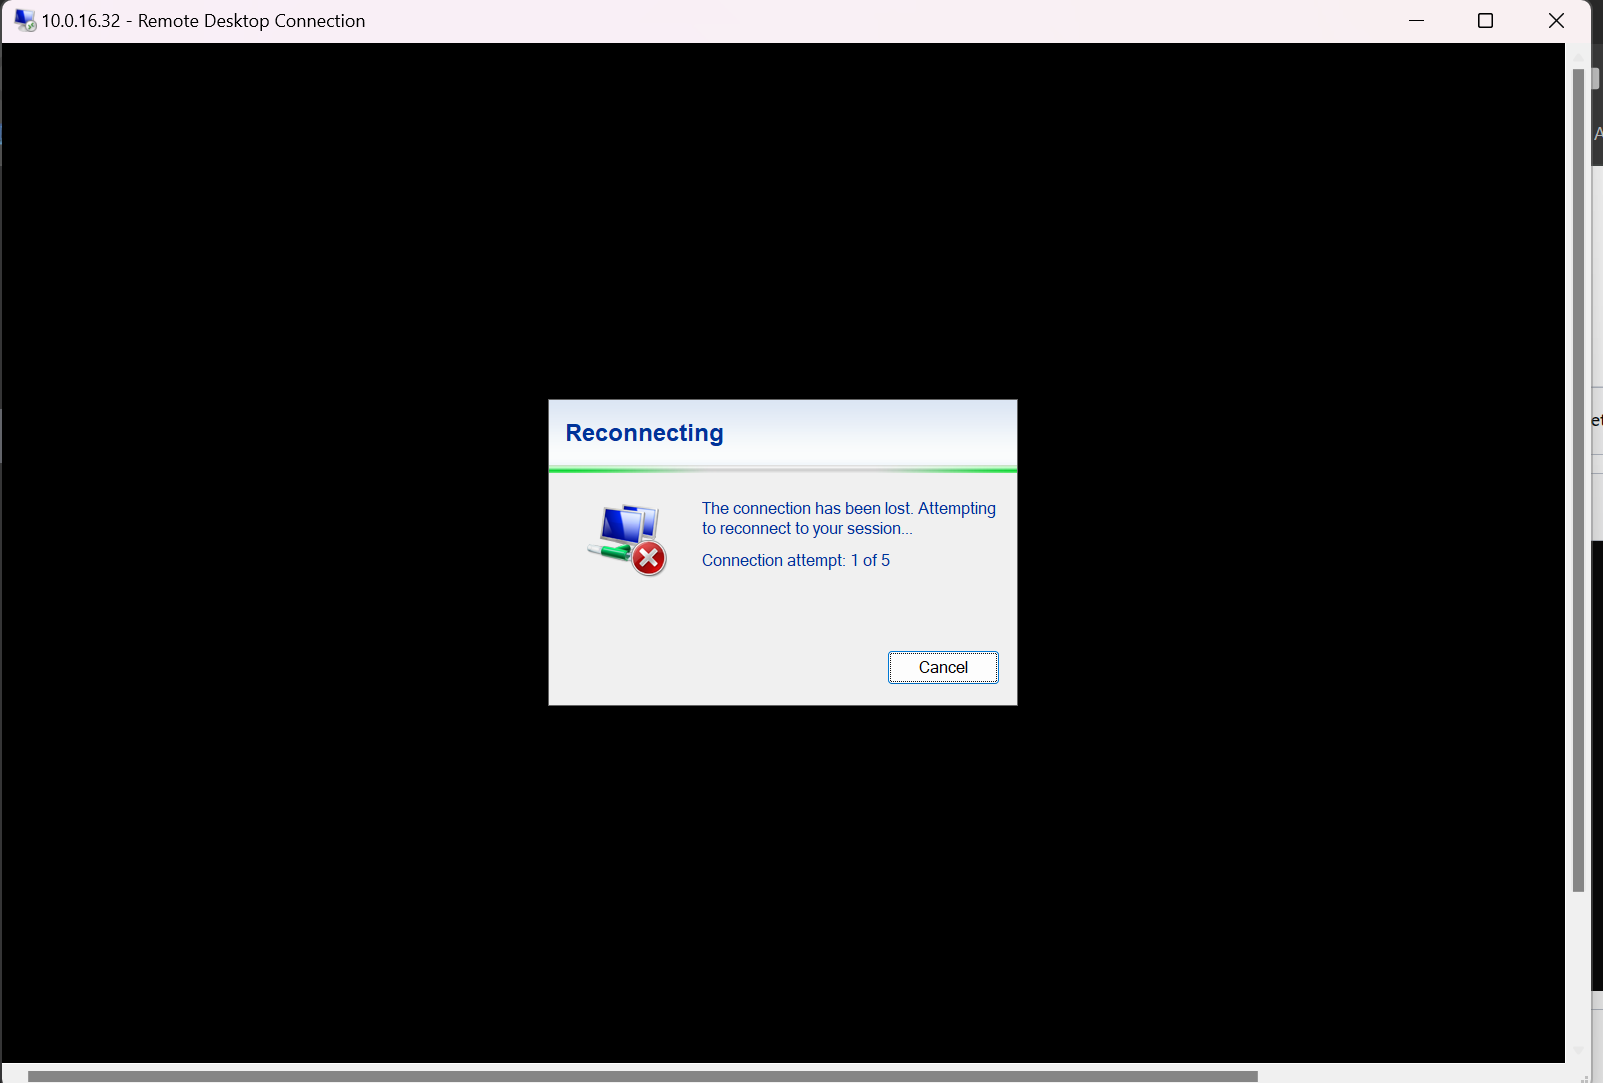 10.0.16.32 - Remote Desktop Connection
Reconnecting
The connection has been lost. Attempting
to reconnect to your session...
Connection attempt: 1 of 5
Cancel